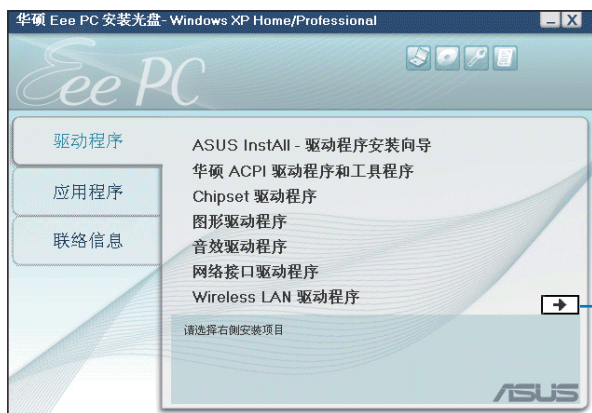 华硕 Eee PC 安装光盘- Windows XP Home/Professional
Eee PC
驱动程序
应用程序
联络信息
ASUS InstAll - 驱动程序安装向导
华硕 ACPI 驱动程序和工具程序
Chipset 驱动程序
图形驱动程序
音效驱动程序
网络接口驱动程序
Wireless LAN 驱动程序
请选择右侧安装项目
ASUS